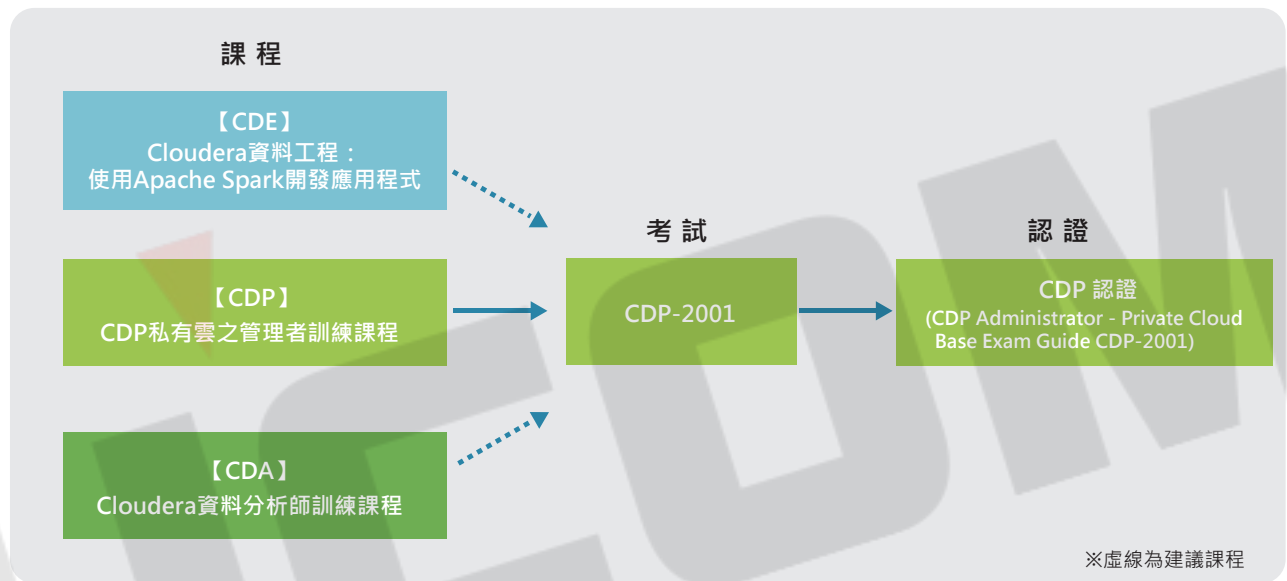 課程
【CDE】
Cloudera資料工程：
使用Apache Spark開發應用程式
【CDP】
CDP私有雲之管理者訓練課程
【CDA】
Cloudera資料分析師訓練課程
考試
CDP-2001
認證
CDP 認證
(CDP Administrator - Private Cloud
Base Exam Guide CDP-2001)
※虛線為建議課程